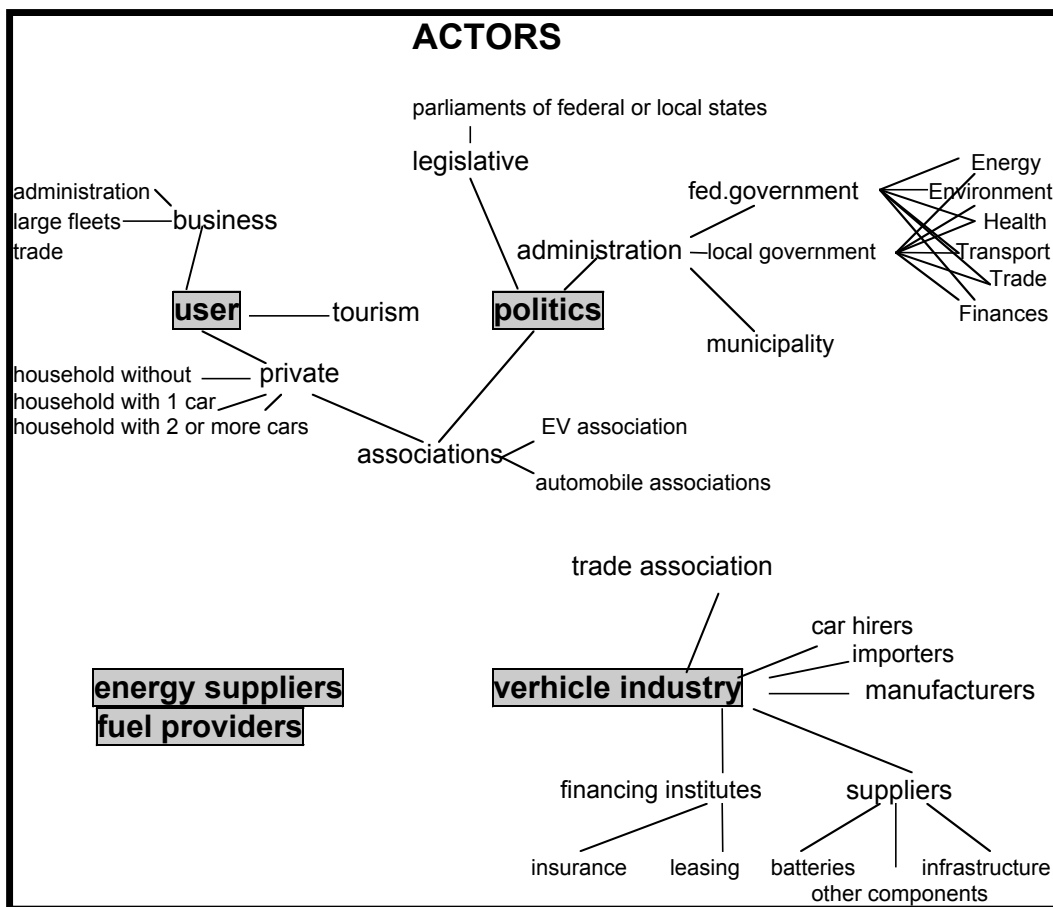 ACTORS
parliaments of federal or local states
legislative
Energy
fed.government
Environment
administration
large fleets
business
Health
administration
local government
Transport
trade
Trade
user
tourism
politics
Finances
municipality
household without
private
household with 1 car
household with 2 or more cars
EV association
associations
automobile associations
trade association
car hirers
importers
energy suppliers
verhicle industry
manufacturers
fuel providers
financing institutes
suppliers
insurance
leasing
batteries
infrastructure
other components